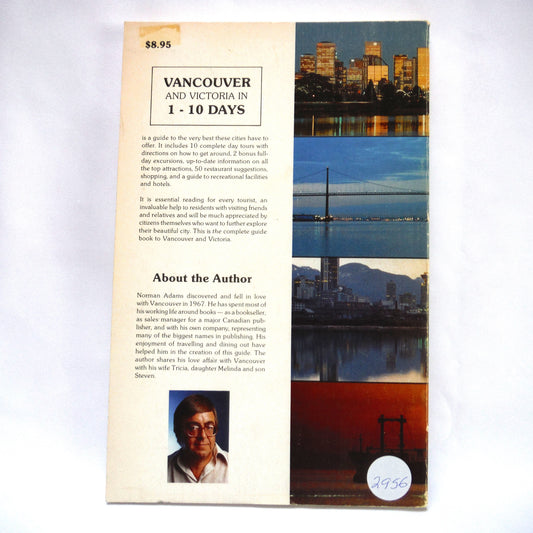 $8.95
VANCOUVER
AND VICTORIA IN
1 - 10 DAYS
is a guide to the very best these cities have to
offer. It includes 10 complete day tours with
directions on how to get around, 2 bonus full-
day excursions, up-to-date information on all
the top attractions, 50 restaurant suggestions,
shopping, and a guide to recreational facilities
and hotels.
It is essential reading for every tourist, an
invaluable help to residents with visiting friends
and relatives and will be much appreciated by
citizens themselves who want to further explore
their beautiful city. This is the complete guide
book to Vancouver and Victoria.
About the Author
Norman Adams discovered and fell in love
with Vancouver in 1967. He has spent most of
his working life around books — as a bookseller,
as sales manager for a major Canadian pub-
lisher, and with his own company, representing
many of the biggest names in publishing. His
enjoyment of travelling and dining out have
helped him in the creation of this guide. The
author shares his love affair with Vancouver
with his wife Tricia, daughter Melinda and son
Steven.
2956